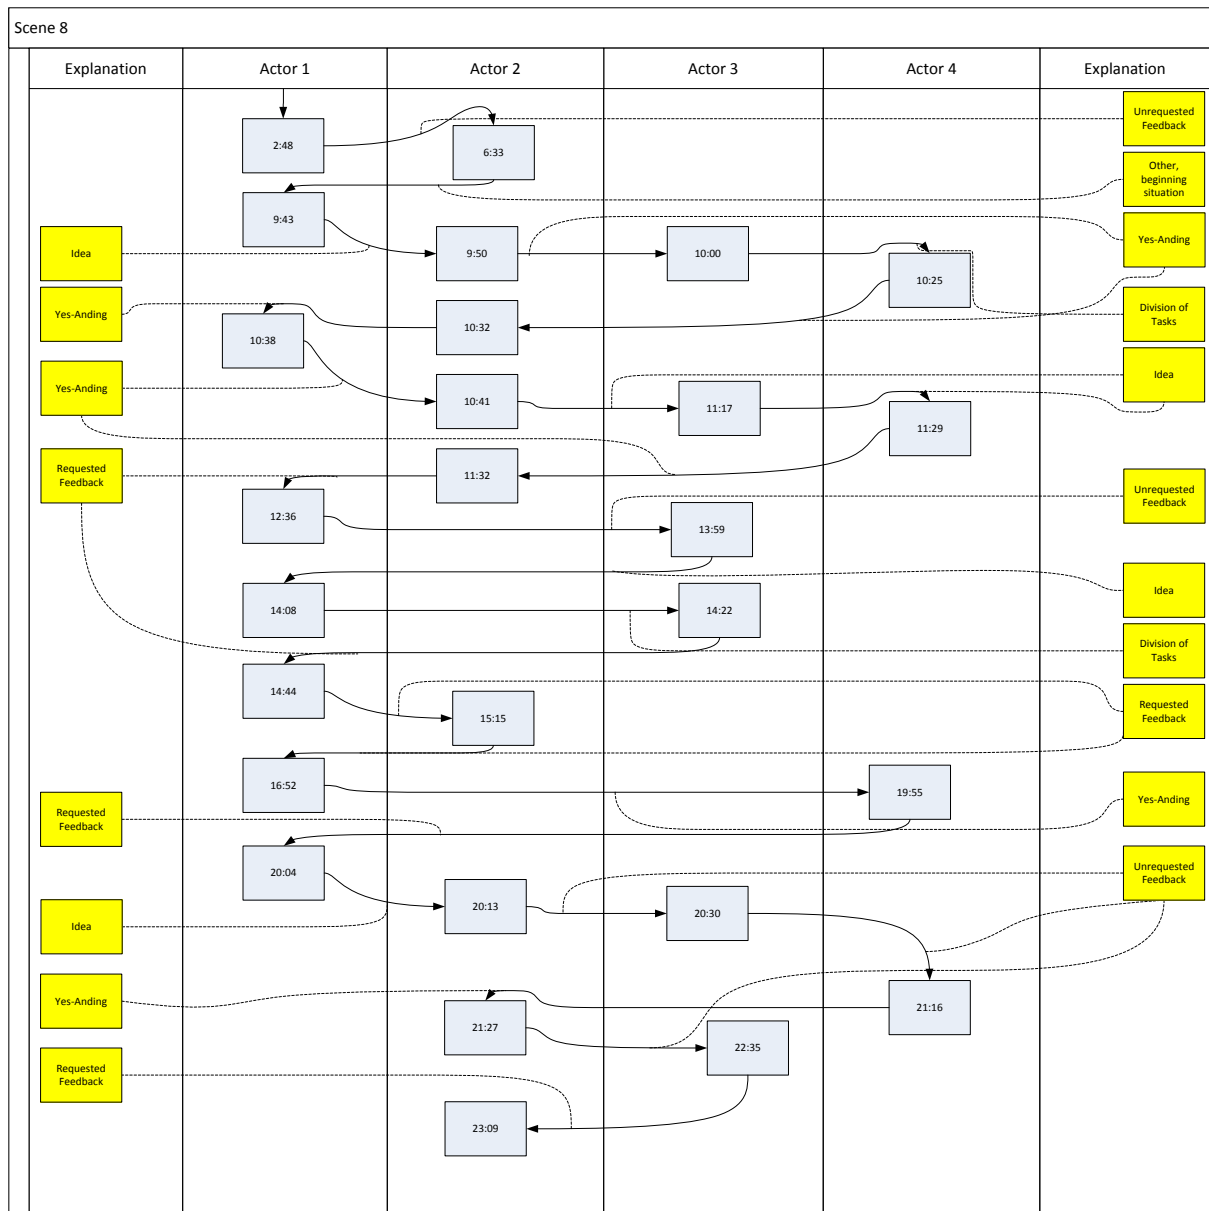 Scene 8
Explanation
Actor 1
Actor 2
Actor 3
Actor 4
Explanation
Unrequested
Feedback
2:48
6:33
Other,
beginning
situation
9:43
Yes-Anding
Idea
9:50
10:00
10:25
Yes-Anding
10:32
Division of
Tasks
10:38
Idea
Yes-Anding
10:41
11:17
11:29
Requested
Feedback
11:32
Unrequested
Feedback
12:36
13:59
Idea
14:08
14:22
Division of
Tasks
14:44
Requested
Feedback
15:15
16:52
19:55
Yes-Anding
Requested
Feedback
20:04
Unrequested
Feedback
20:13
20:30
Idea
Yes-Anding
21:16
21:27
22:35
Requested
Feedback
23:09